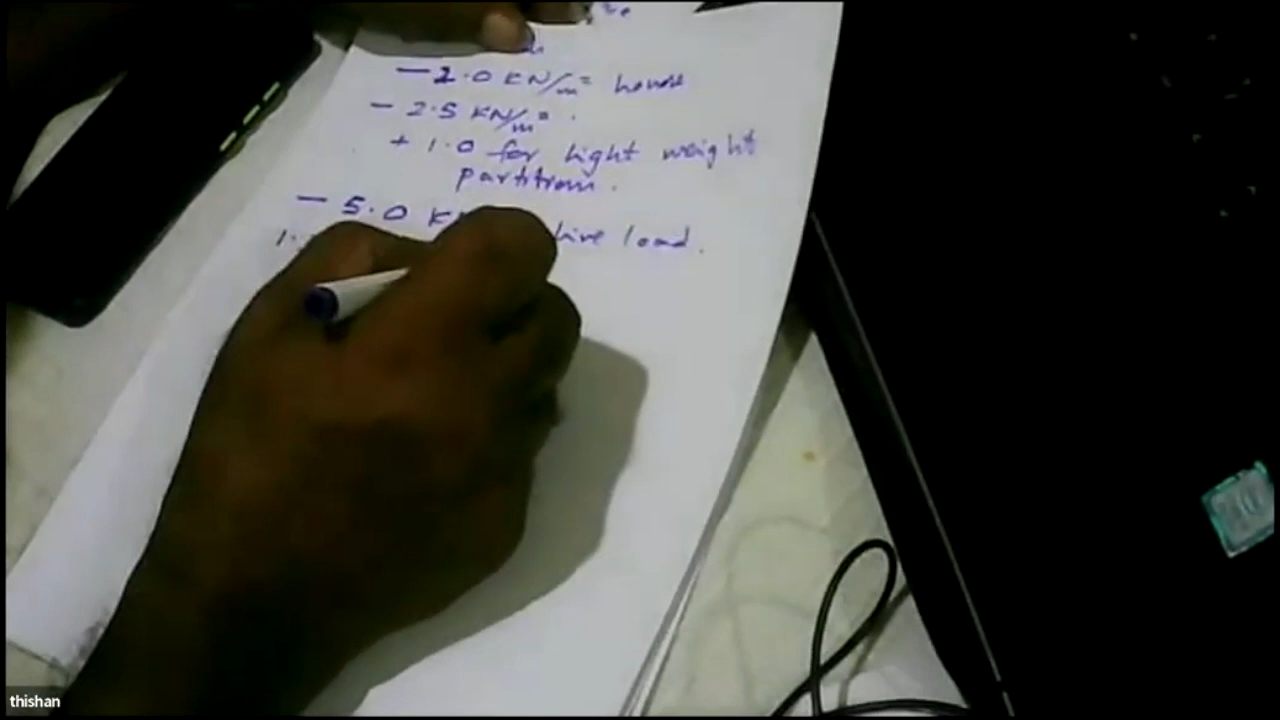 - 2.0 KN/m² house
- 2.5 KN/m²
+ 1.0 for light weight
partition.
- 5.0 live load.
thishan